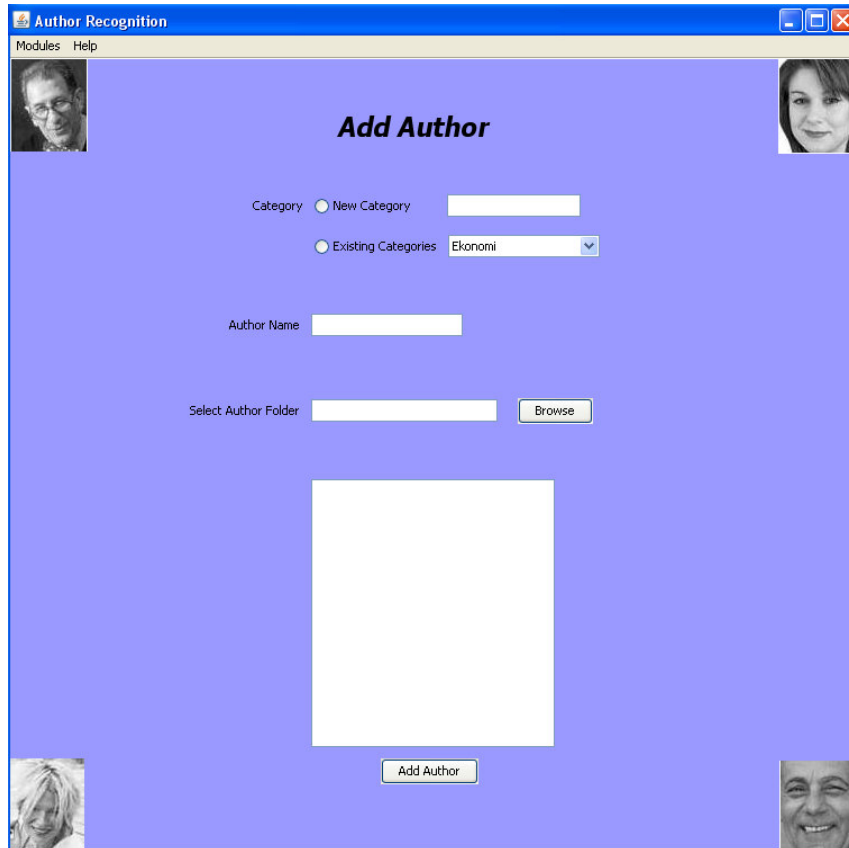 Author Recognition
Modules Help
Add Author
Category New Category
Existing Categories Ekonomi
Author Name
Select Author Folder Browse
Add Author